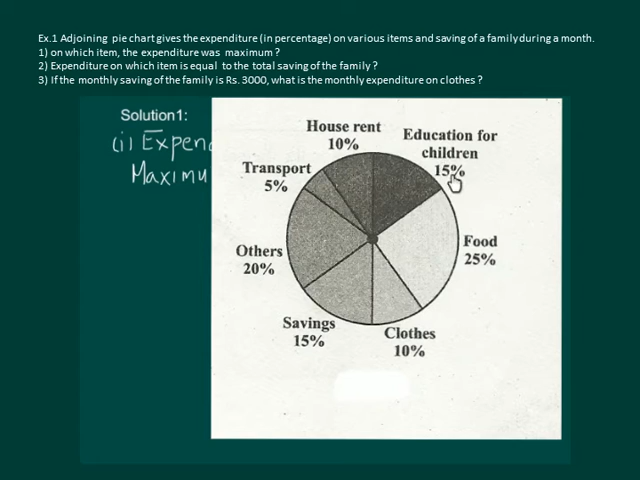 Ex.1 Adjoining pie chart gives the expenditure (in percentage) on various items and saving of a family during a month.
1) on which item, the expenditure was maximum ?
2) Expenditure on which item is equal to the total saving of the family ?
3) If the monthly saving of the family is Rs. 3000, what is the monthly expenditure on clothes ?
Solution1:
(i) Expen
Maximu
House rent
10%
Education for
children
15%
Transport
5%
Food
25%
Others
20%
Savings
15%
Clothes
10%